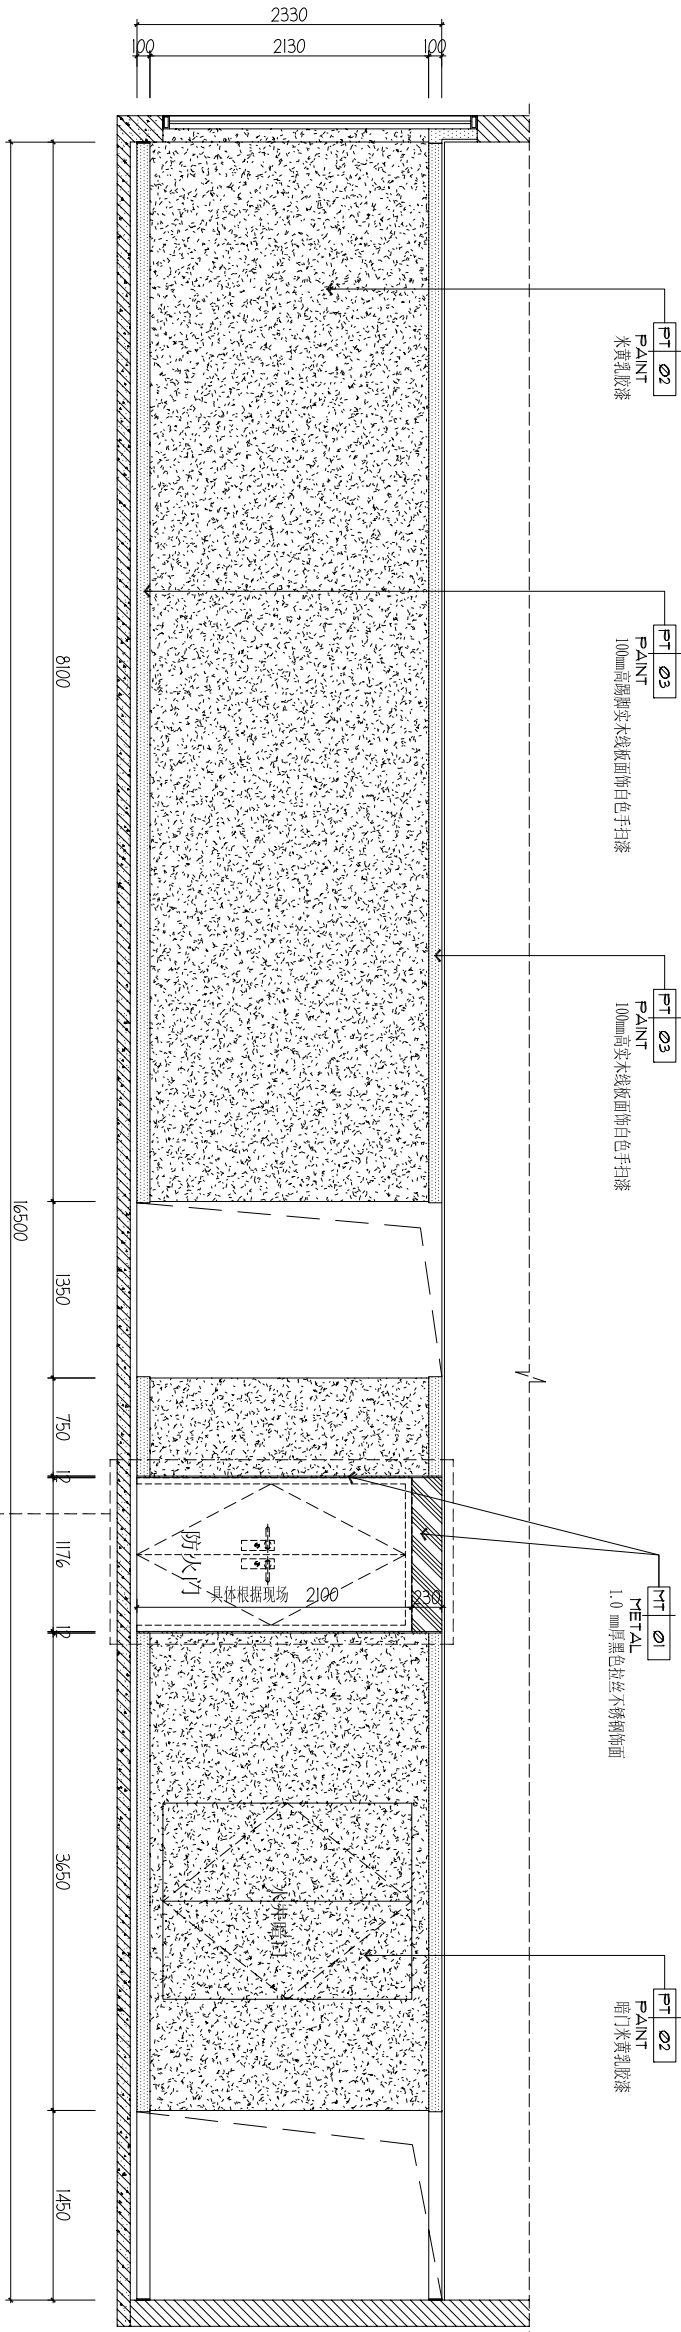 2330
100
2130
100
PT 02
PAINT
米黄乳胶漆
PT 03
PAINT
100mm高踢脚实木线板面饰白色手扫漆
PT 03
PAINT
100mm高实木线板面饰白色手扫漆
MT 01
METAL
1.0 mm厚黑色拉丝不锈钢饰面
PT 02
PAINT
暗门米黄乳胶漆
防火门
具体根据现场 2100
230
水井暗门
8100
1350
750
12
1176
12
3650
1450
16500